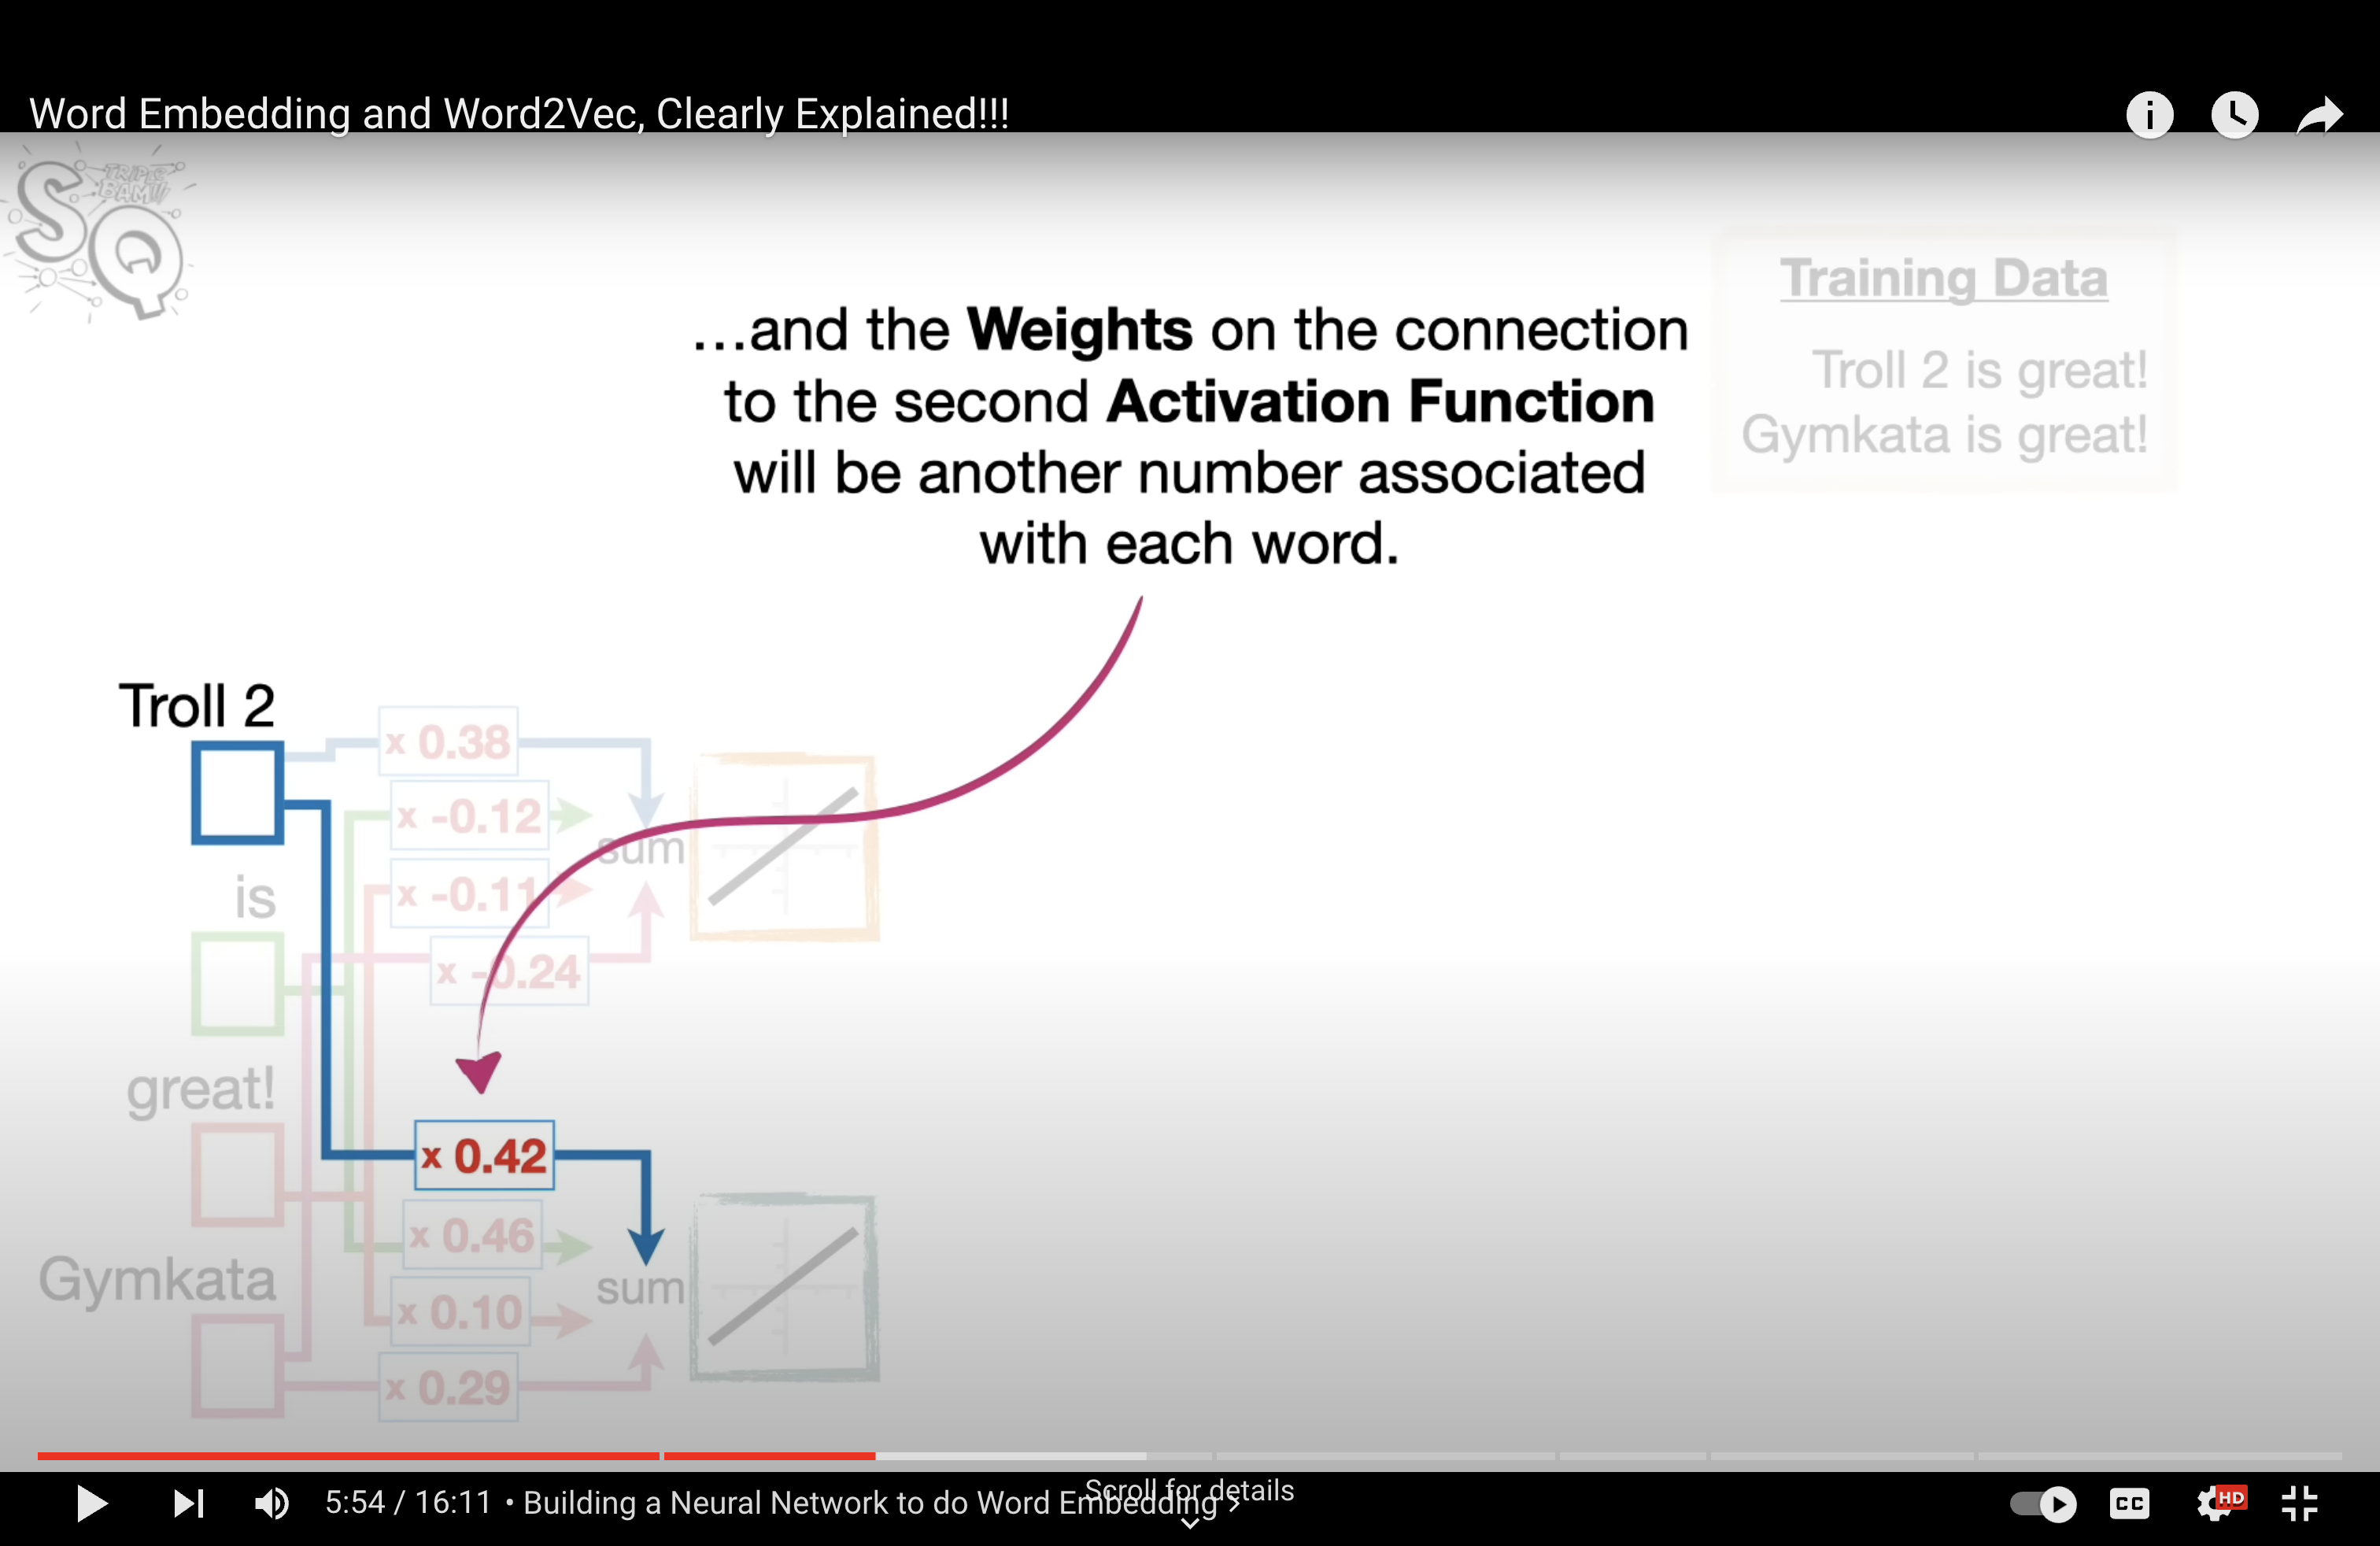 Word Embedding and Word2Vec, Clearly Explained!!!
TRIPLE
BAM!!!
SQ
Training Data
Troll 2 is great!
Gymkata is great!
...and the Weights on the connection
to the second Activation Function
will be another number associated
with each word.
Troll 2
x 0.38
x -0.12
sum
is
x -0.11
x -0.24
great!
x 0.42
x 0.46
Gymkata
sum
x 0.10
x 0.29
5:54 / 16:11 • Building a Neural Network to do Word Embedding
Scroll for details
CC
HD